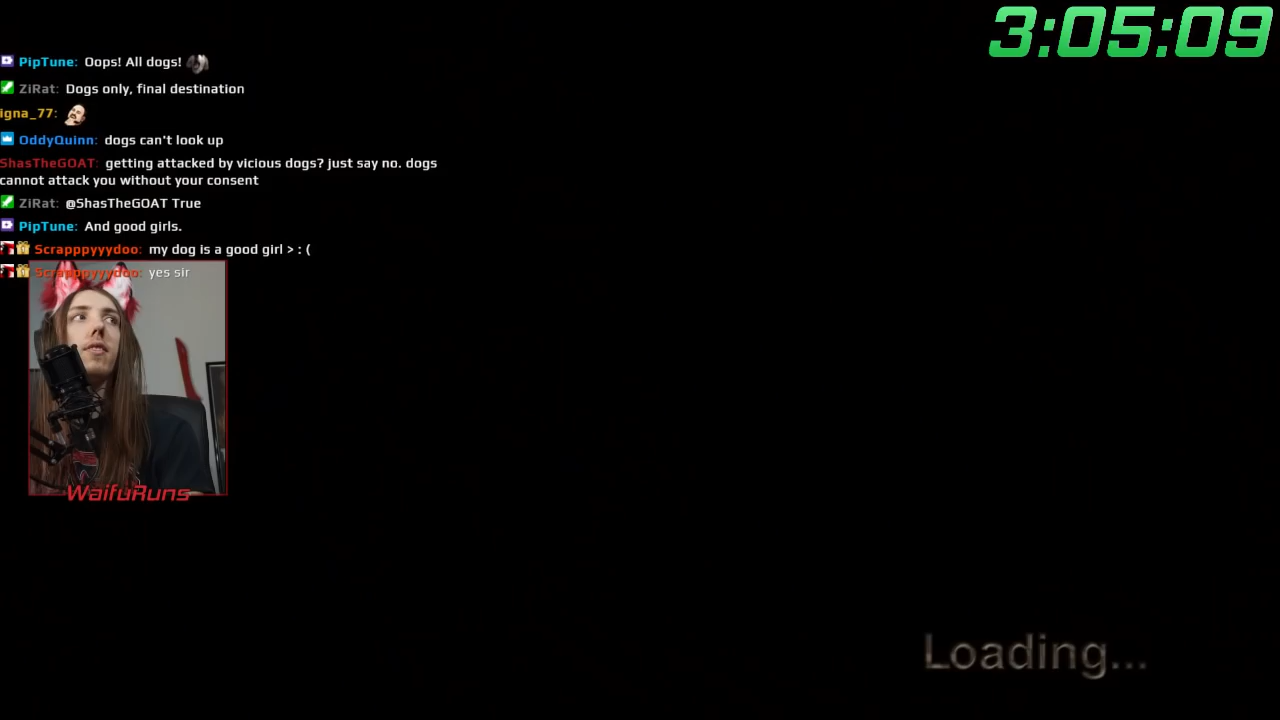 3:05:09
PipTune: Oops! All dogs!
ZiRat: Dogs only, final destination
igna_77:
OddyQuinn: dogs can't look up
ShasTheGOAT: getting attacked by vicious dogs? just say no. dogs
cannot attack you without your consent
ZiRat: @ShasTheGOAT True
PipTune: And good girls.
Scrapppyyydoo: my dog is a good girl > : (
Scrapppyyydoo: yes sir
WaifuRuns
Loading...